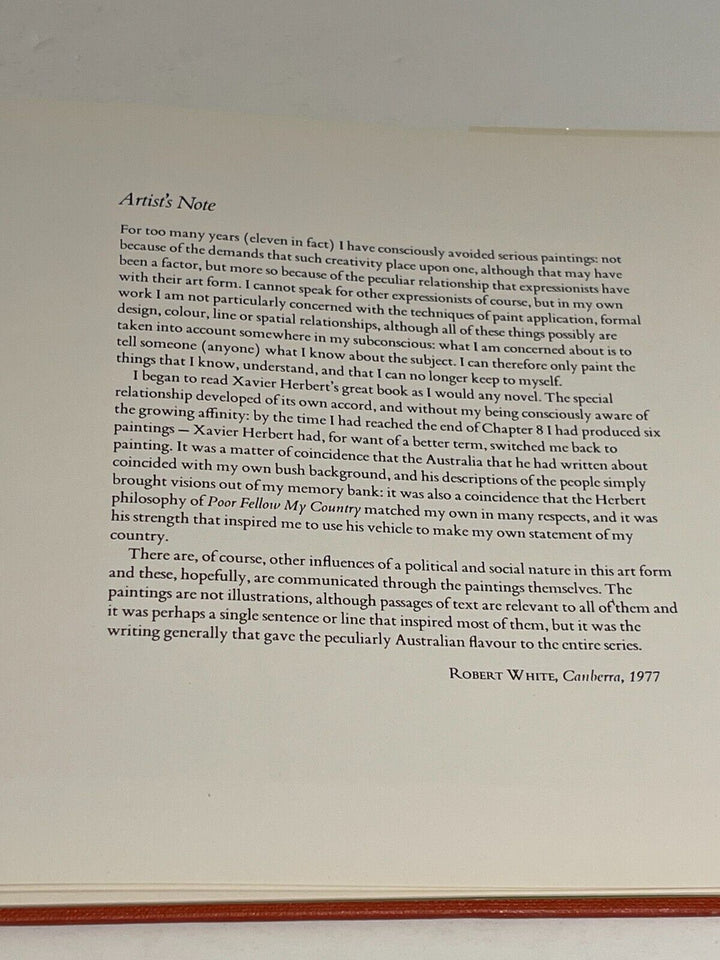 Artist's Note
For too many years (eleven in fact) I have consciously avoided serious paintings: not
because of the demands that such creativity place upon one, although that may have
been a factor, but more so because of the peculiar relationship that expressionists have
with their art form. I cannot speak for other expressionists of course, but in my own
work I am not particularly concerned with the techniques of paint application, formal
design, colour, line or spatial relationships, although all of these things possibly are
taken into account somewhere in my subconscious: what I am concerned about is to
tell someone (anyone) what I know about the subject. I can therefore only paint the
things that I know, understand, and that I can no longer keep to myself.
I began to read Xavier Herbert's great book as I would any novel. The special
relationship developed of its own accord, and without my being consciously aware of
the growing affinity: by the time I had reached the end of Chapter 8 I had produced six
paintings — Xavier Herbert had, for want of a better term, switched me back to
painting. It was a matter of coincidence that the Australia that he had written about
coincided with my own bush background, and his descriptions of the people simply
brought visions out of my memory bank: it was also a coincidence that the Herbert
philosophy of Poor Fellow My Country matched my own in many respects, and it was
his strength that inspired me to use his vehicle to make my own statement of my
country.
There are, of course, other influences of a political and social nature in this art form
and these, hopefully, are communicated through the paintings themselves. The
paintings are not illustrations, although passages of text are relevant to all of them and
it was perhaps a single sentence or line that inspired most of them, but it was the
writing generally that gave the peculiarly Australian flavour to the entire series.
ROBERT WHITE, Canberra, 1977